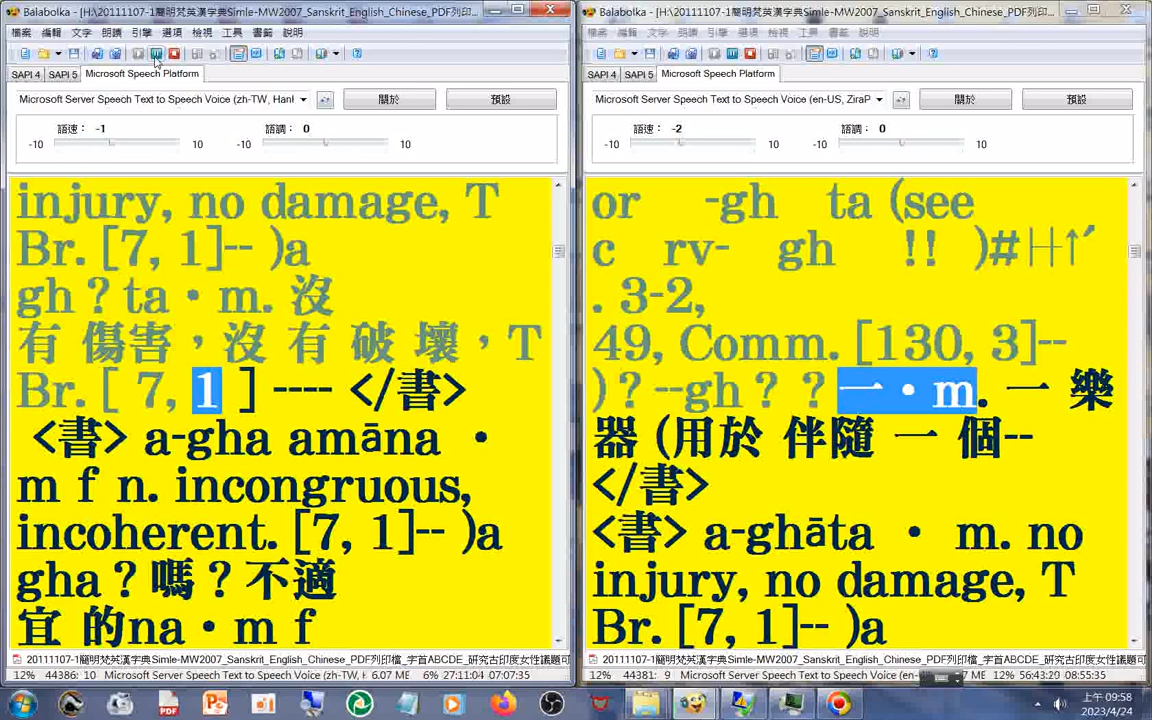 Balabolka - [H:\20111107-1簡明梵英漢字典Simle-MW2007_Sanskrit_English_Chinese_PDF列印...
檔案 編輯 文字 朗讀 引擎 選項 檢視 工具 書籤 說明
SAPI 4 SAPI 5 Microsoft Speech Platform
Microsoft Server Speech Text to Speech Voice (zh-TW, Hanl 關於 預設
語速： -1 語調： 0
-10 10 -10 10
injury, no damage, T
Br. [7, 1]-- )a
gh ? ta • m. 沒
有 傷害，沒 有 破 壞，T
Br. [ 7, 1 ] ---- </書>
<書> a-gha amāna •
m f n. incongruous,
incoherent. [7, 1]-- )a
gha？嗎？不適
宜 的na • m f
20111107-1簡明梵英漢字典Simle-MW2007_Sanskrit_English_Chinese_PDF列印檔_字首ABCDE_研究古印度女性議題可
12% 44386: 10 Microsoft Server Speech Text to Speech Voice (zh-TW, H 6.07 ME 6% 27:11:04 07:07:35
Balabolka - [H:\20111107-1簡明梵英漢字典Simle-MW2007_Sanskrit_English_Chinese_PDF列印...
檔案 編輯 文字 朗讀 引擎 選項 檢視 工具 書籤 說明
SAPI 4 SAPI 5 Microsoft Speech Platform
Microsoft Server Speech Text to Speech Voice (en-US, ZiraP 關於 預設
語速： -2 語調： 0
-10 10 -10 10
or -gh ta (see
c rv- gh !! )#├┤↑ˊ
. 3-2,
49, Comm. [130, 3]--
)？--gh？？一 • m. 一 樂
器 (用於 伴隨 一 個--
</書>
<書> a-ghāta • m. no
injury, no damage, T
Br. [7, 1]-- )a
20111107-1簡明梵英漢字典Simle-MW2007_Sanskrit_English_Chinese_PDF列印檔_字首ABCDE_研究古印度女性議題可
12% 44381: 9 Microsoft Server Speech Text to Speech Voice 12% 56:43:20 08:55:35
上午 09:58
2023/4/24